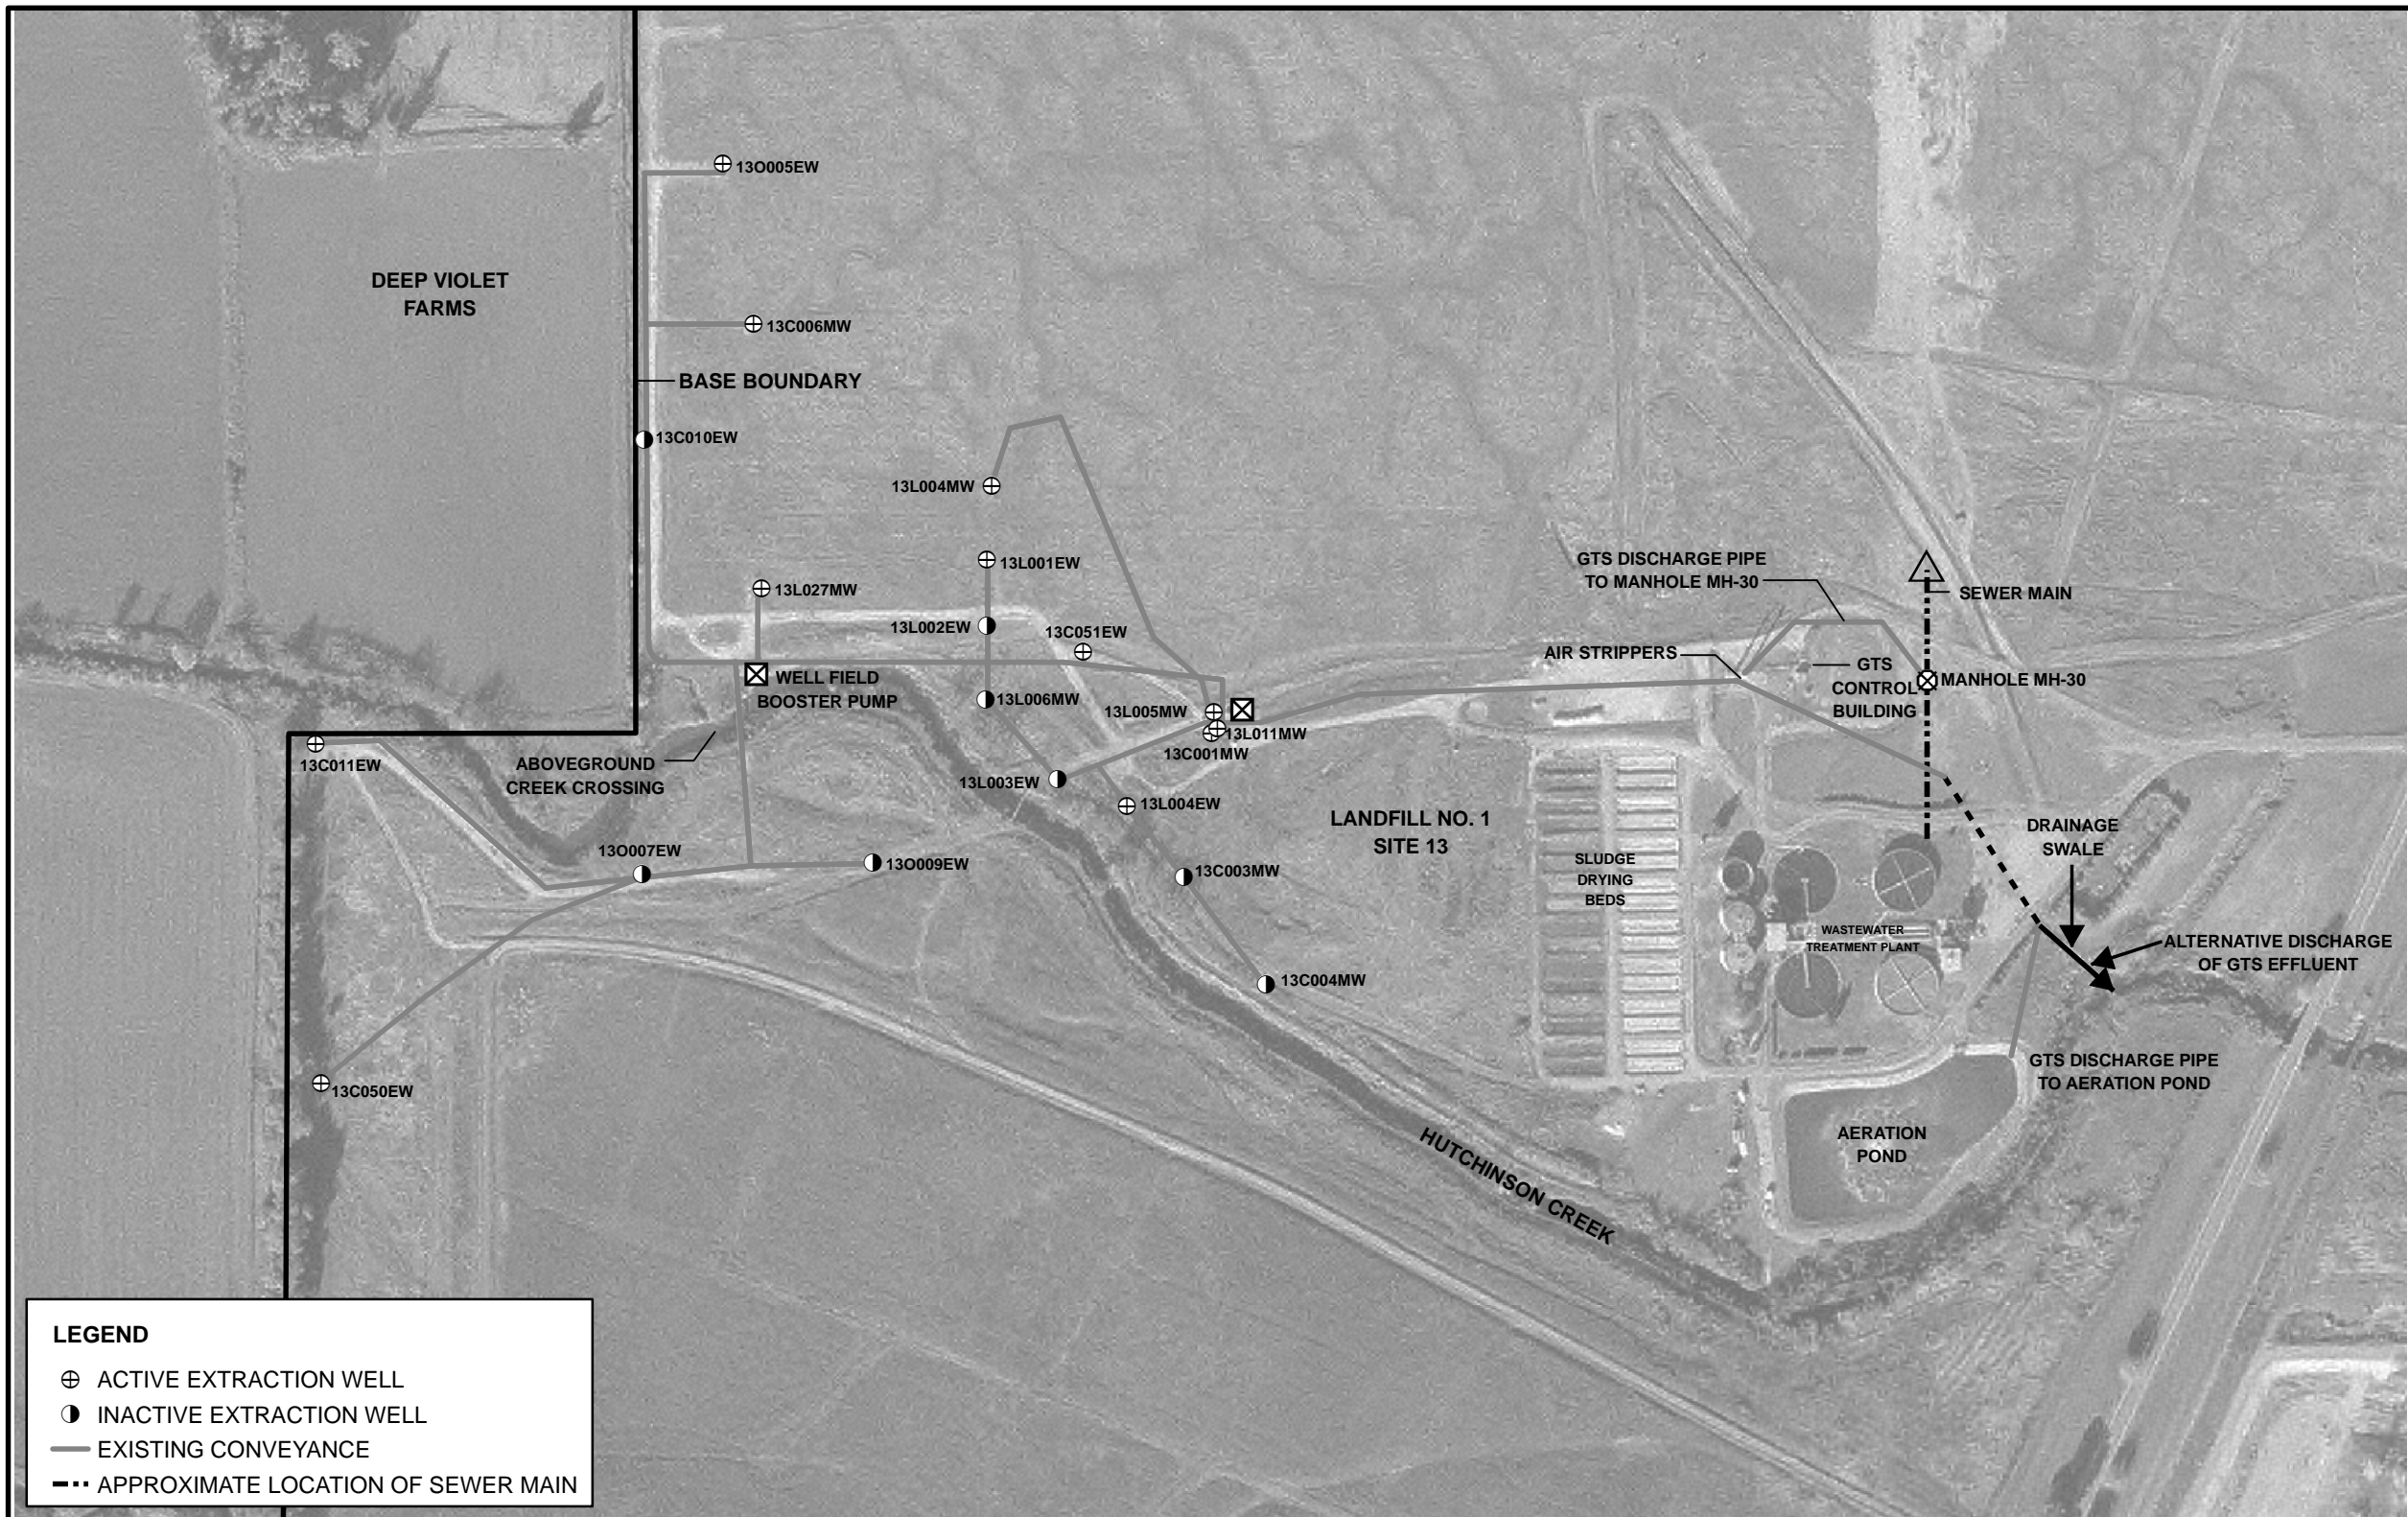 13O005EW
DEEP VIOLET
FARMS
13C006MW
BASE BOUNDARY
13C010EW
13L004MW
13L001EW
GTS DISCHARGE PIPE
TO MANHOLE MH-30
13L027MW
SEWER MAIN
13L002EW
13C051EW
AIR STRIPPERS
GTS
CONTROL
BUILDING
MANHOLE MH-30
WELL FIELD
BOOSTER PUMP
13L006MW
13L005MW
13L011MW
13C001MW
13C011EW
ABOVEGROUND
CREEK CROSSING
13L003EW
13L004EW
LANDFILL NO. 1
SITE 13
DRAINAGE
SWALE
13O007EW
13O009EW
13C003MW
SLUDGE
DRYING
BEDS
WASTEWATER
TREATMENT PLANT
ALTERNATIVE DISCHARGE
OF GTS EFFLUENT
13C004MW
13C050EW
GTS DISCHARGE PIPE
TO AERATION POND
AERATION
POND
HUTCHINSON CREEK
LEGEND
ACTIVE EXTRACTION WELL
INACTIVE EXTRACTION WELL
EXISTING CONVEYANCE
APPROXIMATE LOCATION OF SEWER MAIN